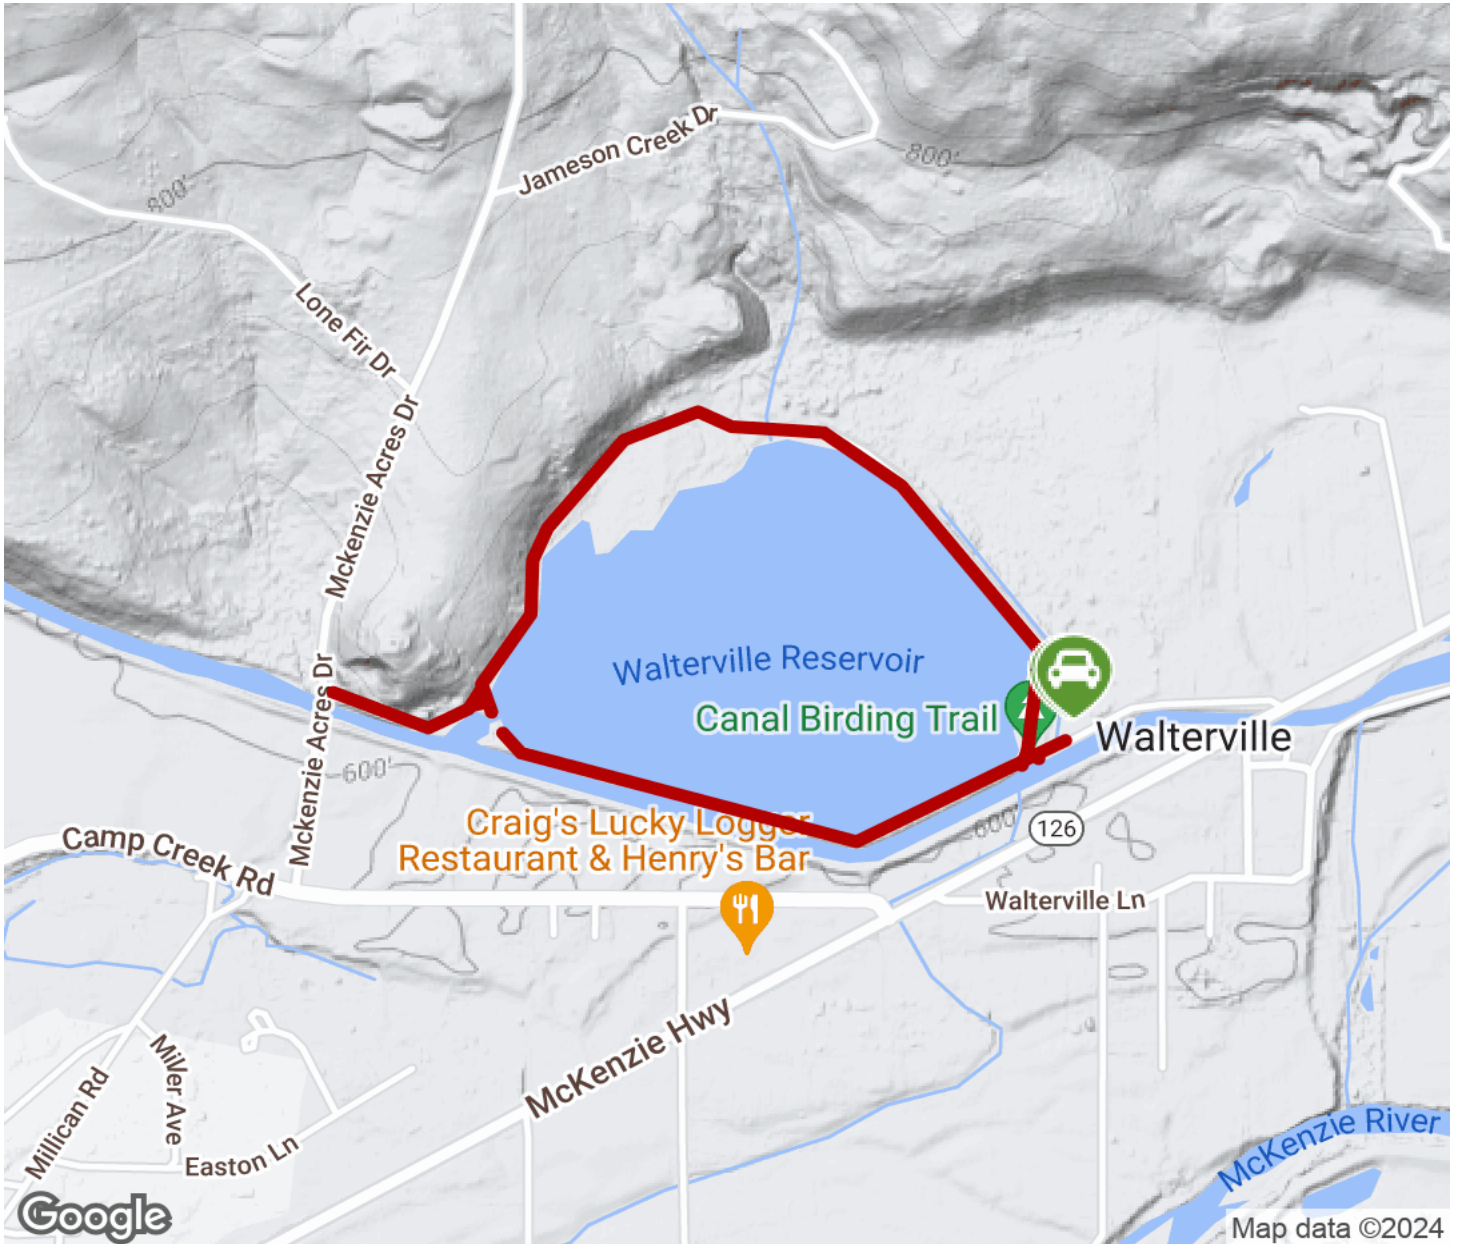 Jameson Creek Dr
800'
800'
Lone Fir Dr
Mckenzie Acres Dr
Walterville Reservoir
Mckenzie Acres Dr
Canal Birding Trail
Walterville
600'
Craig's Lucky Logger
Restaurant & Henry's Bar
600'
126
Camp Creek Rd
Walterville Ln
McKenzie Hwy
Miller Ave
Millican Rd
Easton Ln
McKenzie River
Google
Map data ©2024